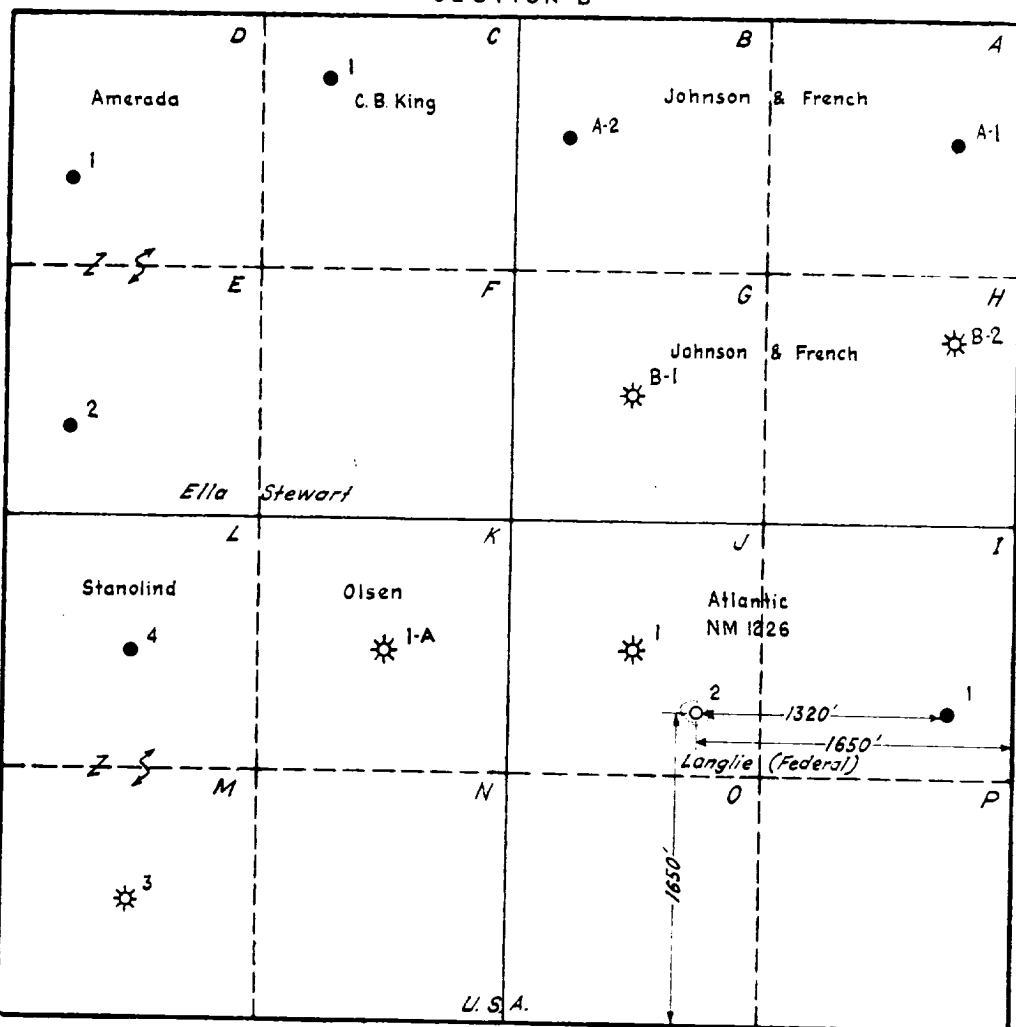 D C B A
Amerada
1
C. B. King
Johnson & French
1
A-2
A-1
Z
E F G H
Johnson & French
B-2
B-1
2
Ella Stewart
L K J I
Stanolind
Olsen
Atlantic
NM 1226
4
1-A
1
2
1
1320'
1650'
Langlie (Federal)
Z
M N O P
1650'
3
U. S. A.